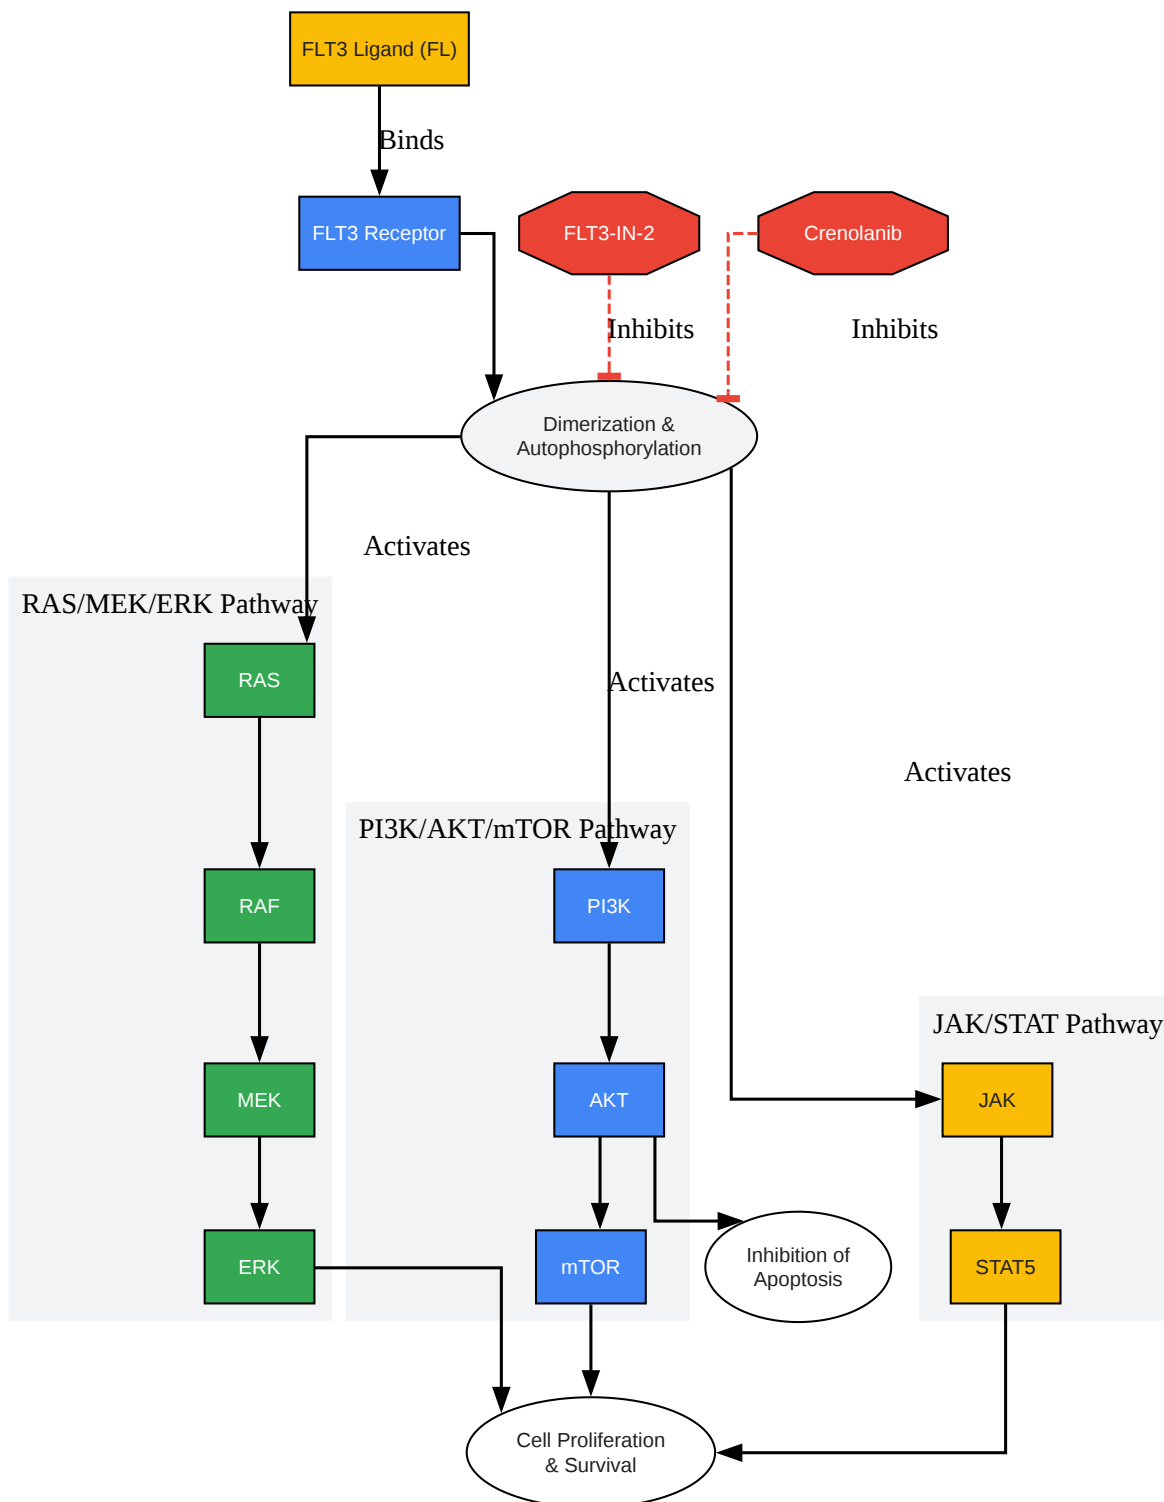 FLT3 Ligand (FL)
Binds
FLT3 Receptor
FLT3-IN-2
Crenolanib
Inhibits
Inhibits
Dimerization &
Autophosphorylation
Activates
RAS/MEK/ERK Pathway
RAS
Activates
Activates
PI3K/AKT/mTOR Pathway
RAF
PI3K
JAK/STAT Pathway
MEK
AKT
JAK
ERK
mTOR
Inhibition of
Apoptosis
STAT5
Cell Proliferation
& Survival